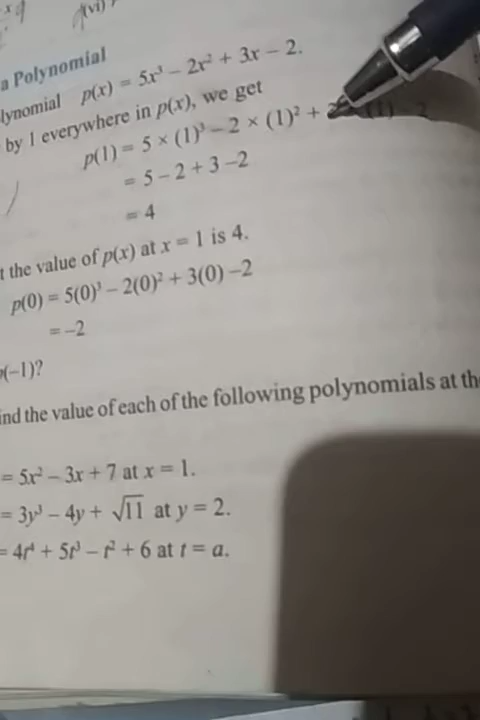 (vi)
a Polynomial
lynomial p(x) = 5x³ – 2x² + 3x – 2.
by 1 everywhere in p(x), we get
p(1) = 5 × (1)³ – 2 × (1)² +
= 5 – 2 + 3 –2
= 4
t the value of p(x) at x = 1 is 4.
p(0) = 5(0)³ – 2(0)² + 3(0) –2
= –2
(–1)?
ind the value of each of the following polynomials at the
= 5x² – 3x + 7 at x = 1.
= 3y³ – 4y + √11 at y = 2.
= 4t⁴ + 5t³ – t² + 6 at t = a.